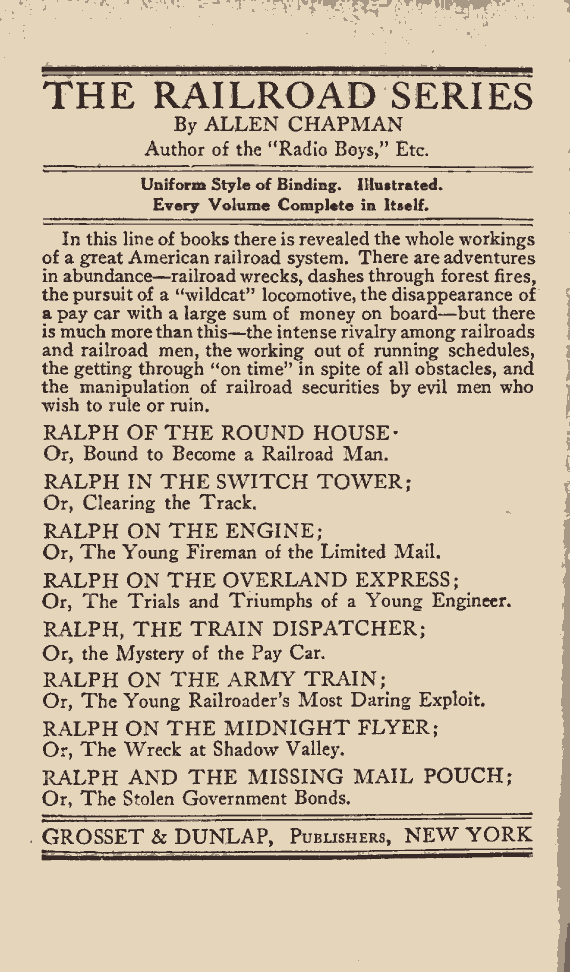 THE RAILROAD SERIES
By ALLEN CHAPMAN
Author of the "Radio Boys," Etc.
Uniform Style of Binding. Illustrated.
Every Volume Complete in Itself.
In this line of books there is revealed the whole workings
of a great American railroad system. There are adventures
in abundance—railroad wrecks, dashes through forest fires,
the pursuit of a "wildcat" locomotive, the disappearance of
a pay car with a large sum of money on board—but there
is much more than this—the intense rivalry among railroads
and railroad men, the working out of running schedules,
the getting through "on time" in spite of all obstacles, and
the manipulation of railroad securities by evil men who
wish to rule or ruin.
RALPH OF THE ROUND HOUSE·
Or, Bound to Become a Railroad Man.
RALPH IN THE SWITCH TOWER;
Or, Clearing the Track.
RALPH ON THE ENGINE;
Or, The Young Fireman of the Limited Mail.
RALPH ON THE OVERLAND EXPRESS;
Or, The Trials and Triumphs of a Young Engineer.
RALPH, THE TRAIN DISPATCHER;
Or, the Mystery of the Pay Car.
RALPH ON THE ARMY TRAIN;
Or, The Young Railroader's Most Daring Exploit.
RALPH ON THE MIDNIGHT FLYER;
Or, The Wreck at Shadow Valley.
RALPH AND THE MISSING MAIL POUCH;
Or, The Stolen Government Bonds.
GROSSET & DUNLAP, PUBLISHERS, NEW YORK